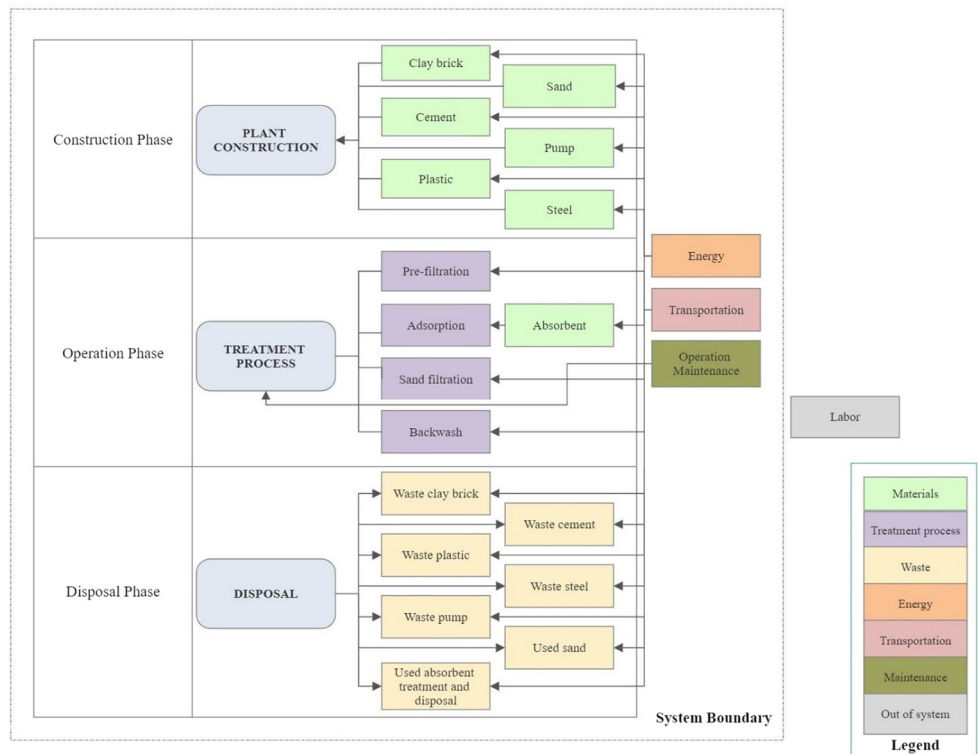 Construction Phase
PLANT
CONSTRUCTION
Clay brick
Sand
Cement
Pump
Plastic
Steel
Operation Phase
TREATMENT
PROCESS
Pre-filtration
Adsorption
Absorbent
Sand filtration
Backwash
Energy
Transportation
Operation
Maintenance
Labor
Disposal Phase
DISPOSAL
Waste clay brick
Waste cement
Waste plastic
Waste steel
Waste pump
Used sand
Used absorbent
treatment and
disposal
System Boundary
Materials
Treatment process
Waste
Energy
Transportation
Maintenance
Out of system
Legend